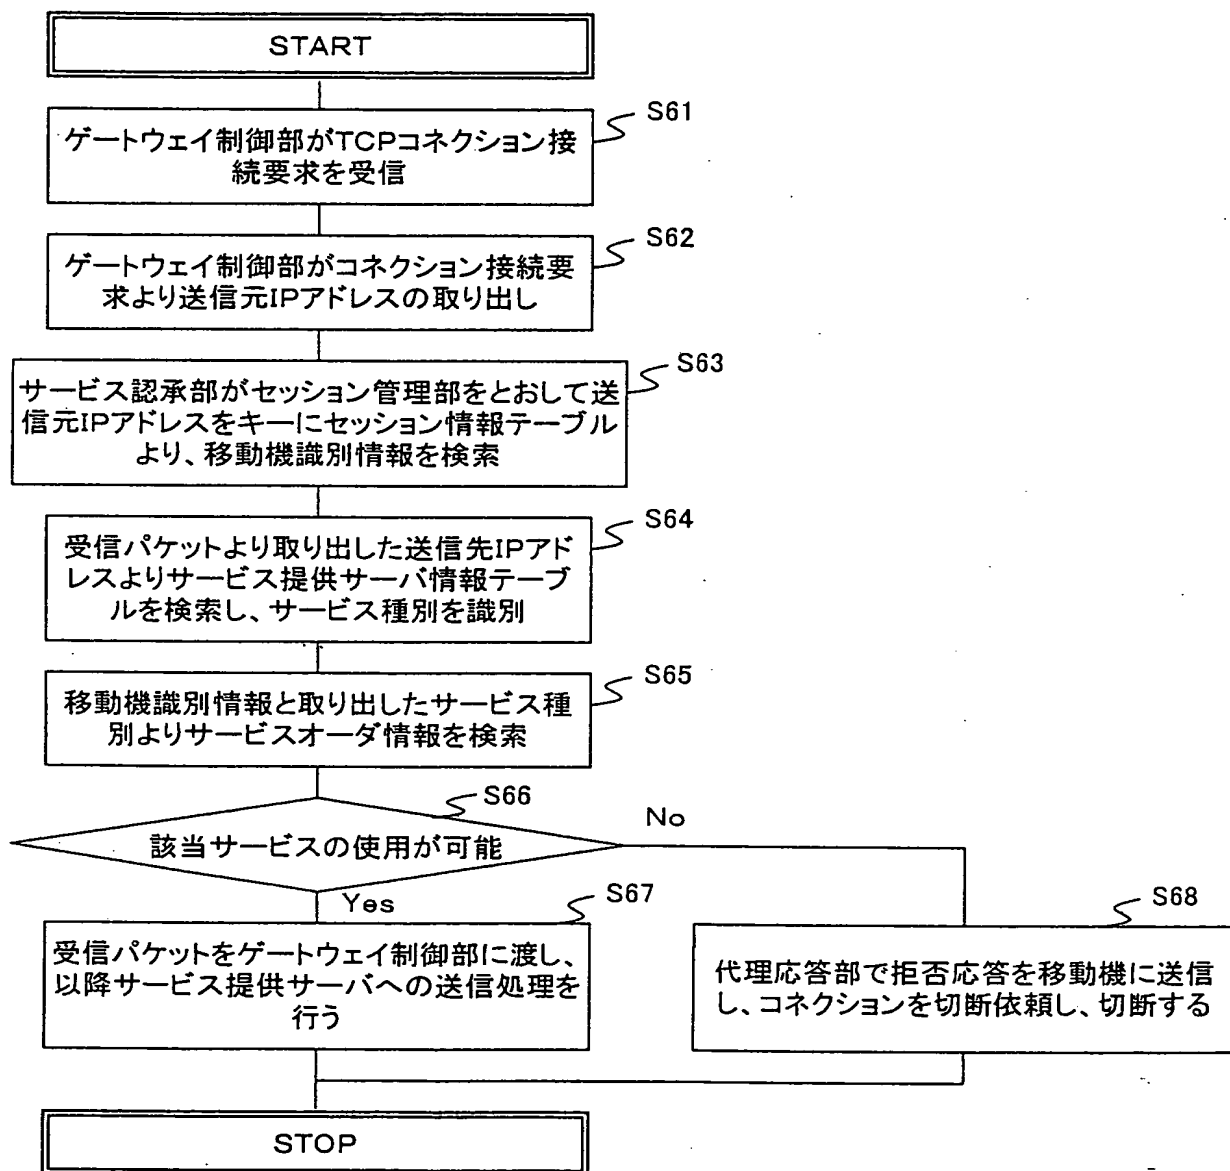 START
S61
ゲートウェイ制御部がTCPコネクション接
続要求を受信
S62
ゲートウェイ制御部がコネクション接続要
求より送信元IPアドレスの取り出し
S63
サービス認承部がセッション管理部をとおして送
信元IPアドレスをキーにセッション情報テーブル
より、移動機識別情報を検索
S64
受信パケットより取り出した送信先IPアド
レスよりサービス提供サーバ情報テーブ
ルを検索し、サービス種別を識別
S65
移動機識別情報と取り出したサービス種
別よりサービスオーダ情報を検索
S66
該当サービスの使用が可能
No
Yes
S67
受信パケットをゲートウェイ制御部に渡し、
以降サービス提供サーバへの送信処理を
行う
S68
代理応答部で拒否応答を移動機に送信
し、コネクションを切断依頼し、切断する
STOP